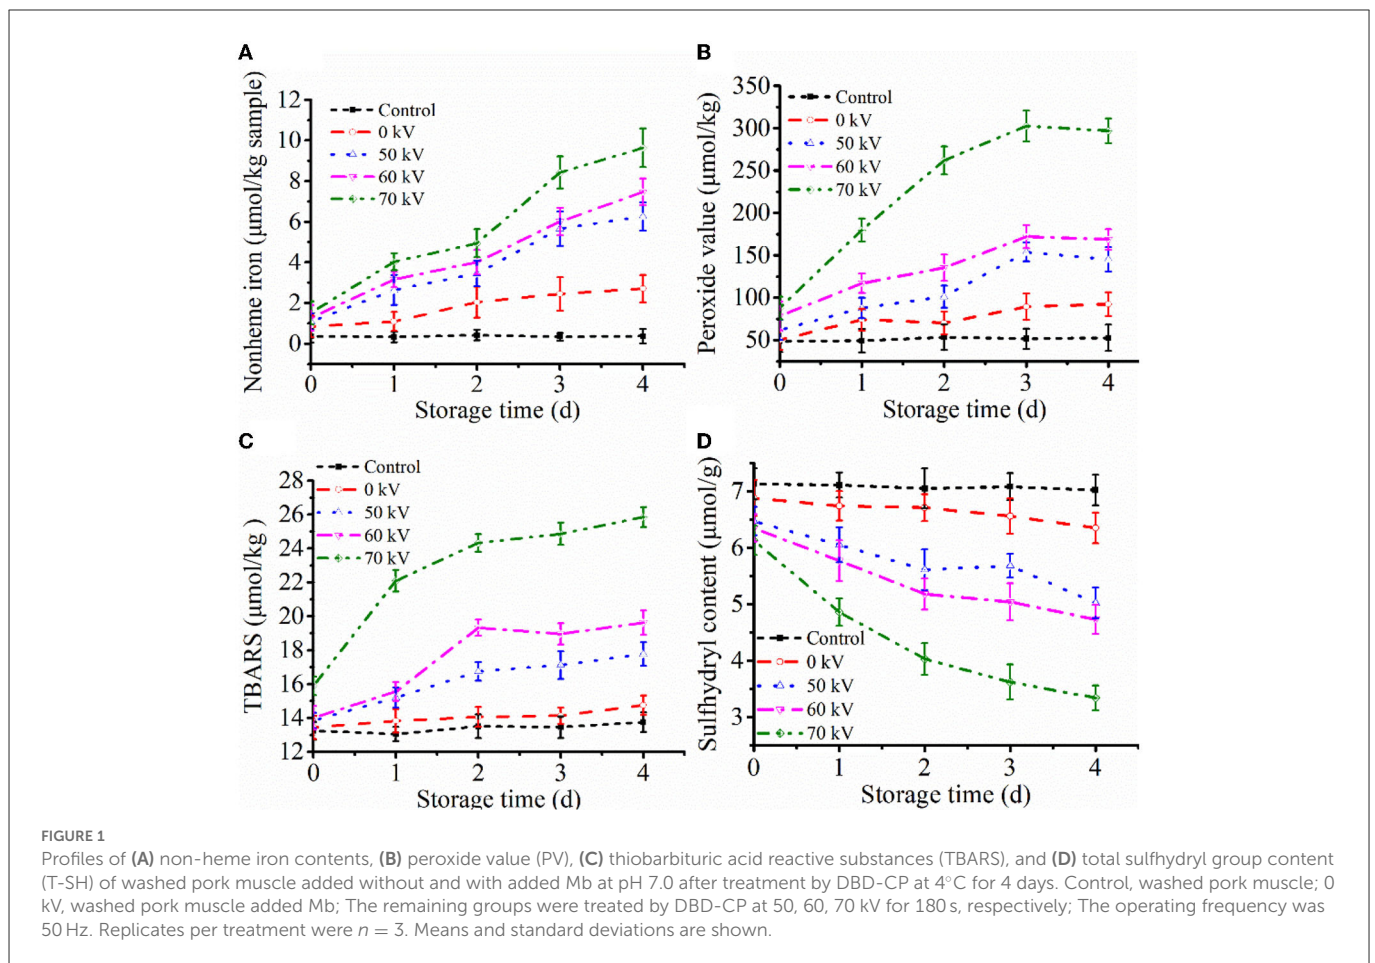 A
Nonheme iron (μmol/kg sample)
12
10
8
6
4
2
0
Control
0 kV
50 kV
60 kV
70 kV
0 1 2 3 4
Storage time (d)
B
Peroxide value (μmol/kg)
350
300
250
200
150
100
50
Control
0 kV
50 kV
60 kV
70 kV
0 1 2 3 4
Storage time (d)
C
TBARS (μmol/kg)
28
26
24
22
20
18
16
14
12
Control
0 kV
50 kV
60 kV
70 kV
0 1 2 3 4
Storage time (d)
D
Sulfhydryl content (μmol/g)
7
6
5
4
3
Control
0 kV
50 kV
60 kV
70 kV
0 1 2 3 4
Storage time (d)
FIGURE 1
Profiles of (A) non-heme iron contents, (B) peroxide value (PV), (C) thiobarbituric acid reactive substances (TBARS), and (D) total sulfhydryl group content
(T-SH) of washed pork muscle added without and with added Mb at pH 7.0 after treatment by DBD-CP at 4°C for 4 days. Control, washed pork muscle; 0
kV, washed pork muscle added Mb; The remaining groups were treated by DBD-CP at 50, 60, 70 kV for 180 s, respectively; The operating frequency was
50 Hz. Replicates per treatment were n = 3. Means and standard deviations are shown.